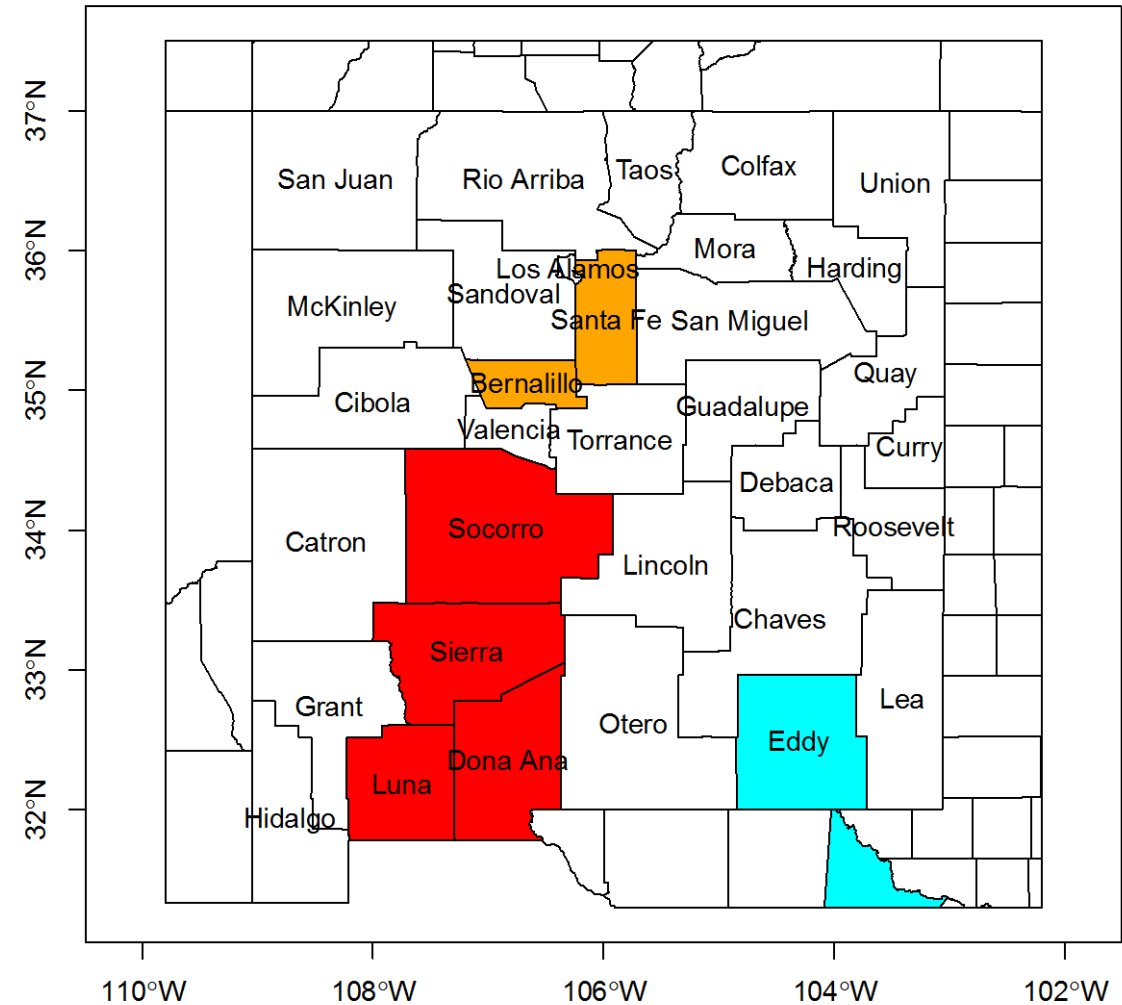 37°N
36°N
35°N
34°N
33°N
32°N
San Juan
Rio Arriba
Taos
Colfax
Union
Mora
Harding
Los Alamos
Sandoval
McKinley
Santa Fe
San Miguel
Quay
Bernalillo
Cibola
Guadalupe
Valencia
Torrance
Curry
Debaca
Roosevelt
Socorro
Catron
Lincoln
Chaves
Sierra
Lea
Grant
Otero
Eddy
Dona Ana
Luna
Hidalgo
110°W
108°W
106°W
104°W
102°W